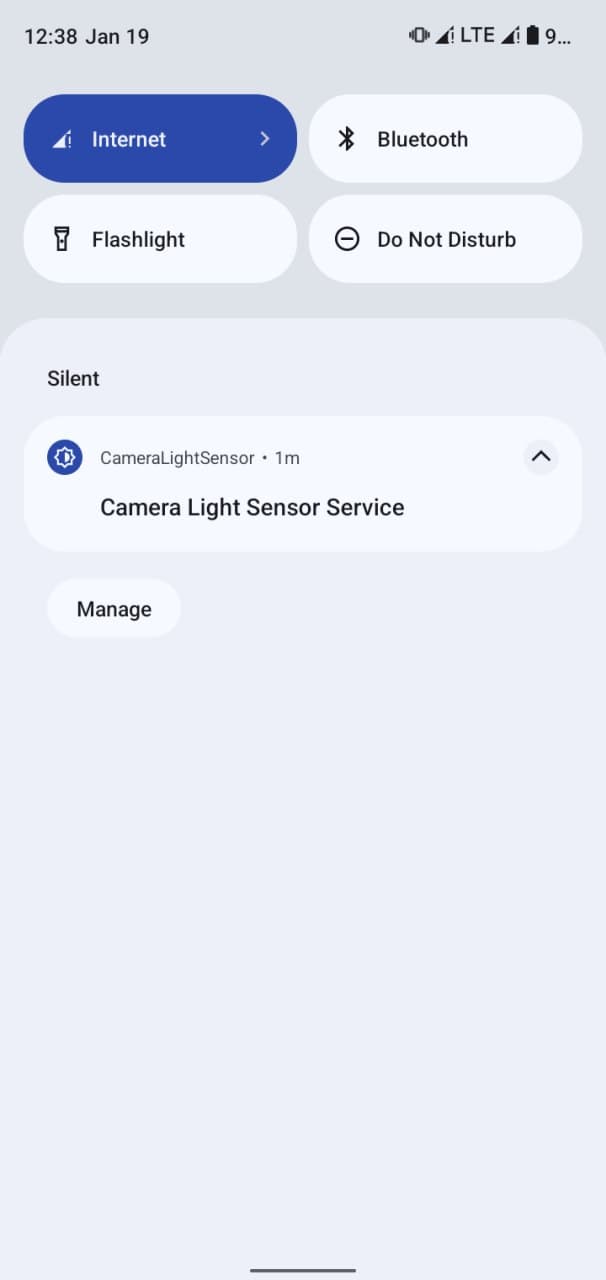 12:38 Jan 19 LTE 9...
Internet Bluetooth
Flashlight Do Not Disturb
Silent
CameraLightSensor • 1m
Camera Light Sensor Service
Manage